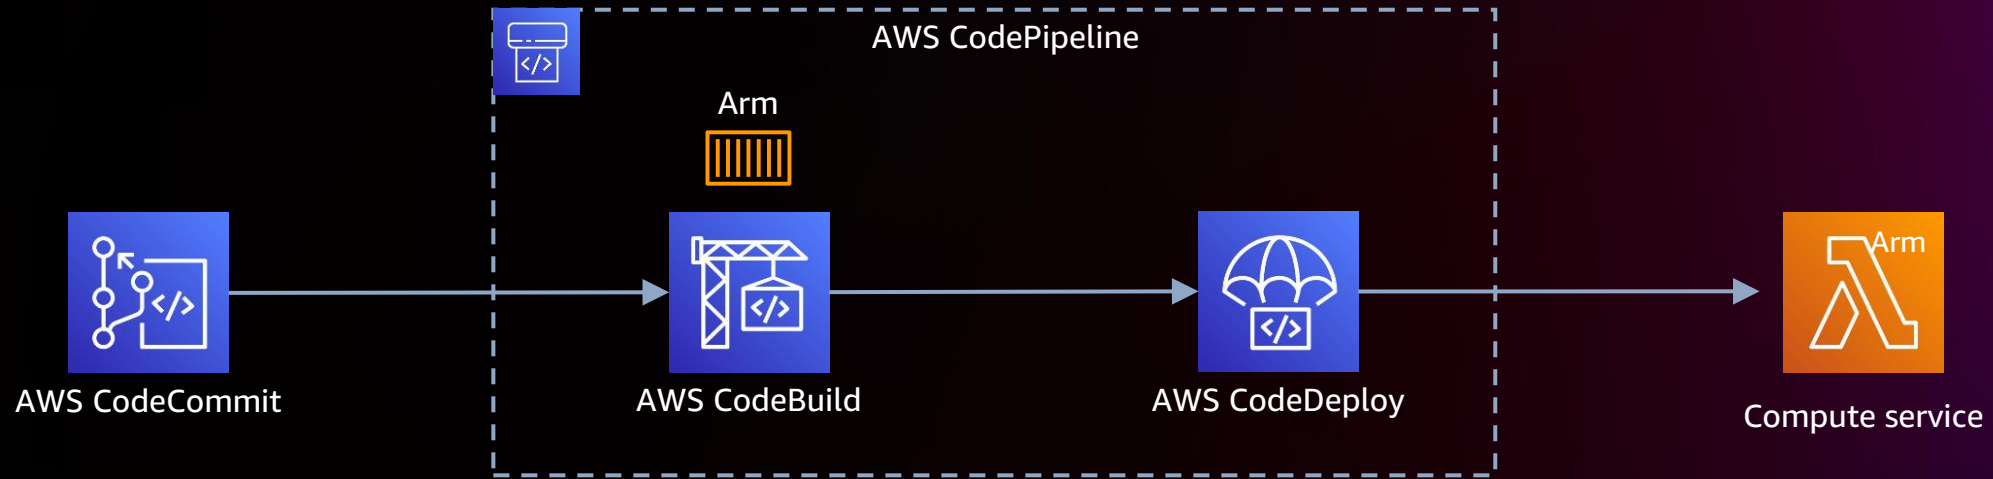 AWS CodePipeline
Arm
</>
</>
</>
</>
Arm
AWS CodeCommit
AWS CodeBuild
AWS CodeDeploy
Compute service